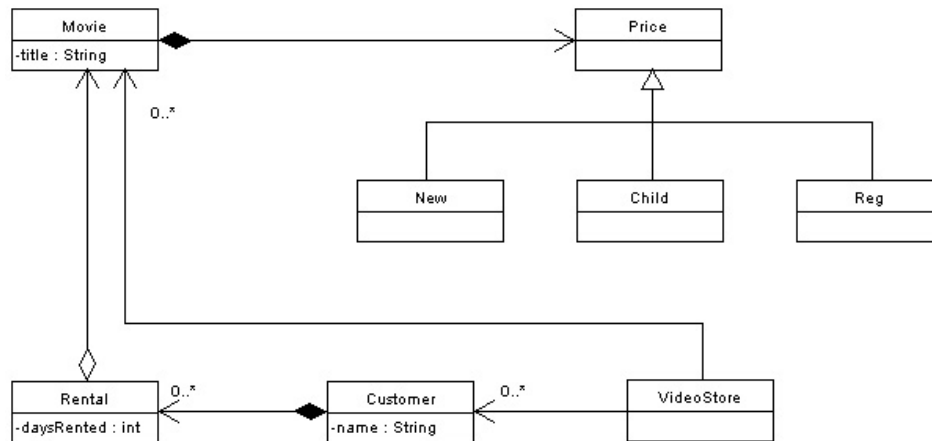 Movie
-title : String
Price
0..*
New
Child
Reg
Rental
-daysRented : int
0..*
Customer
-name : String
0..*
VideoStore